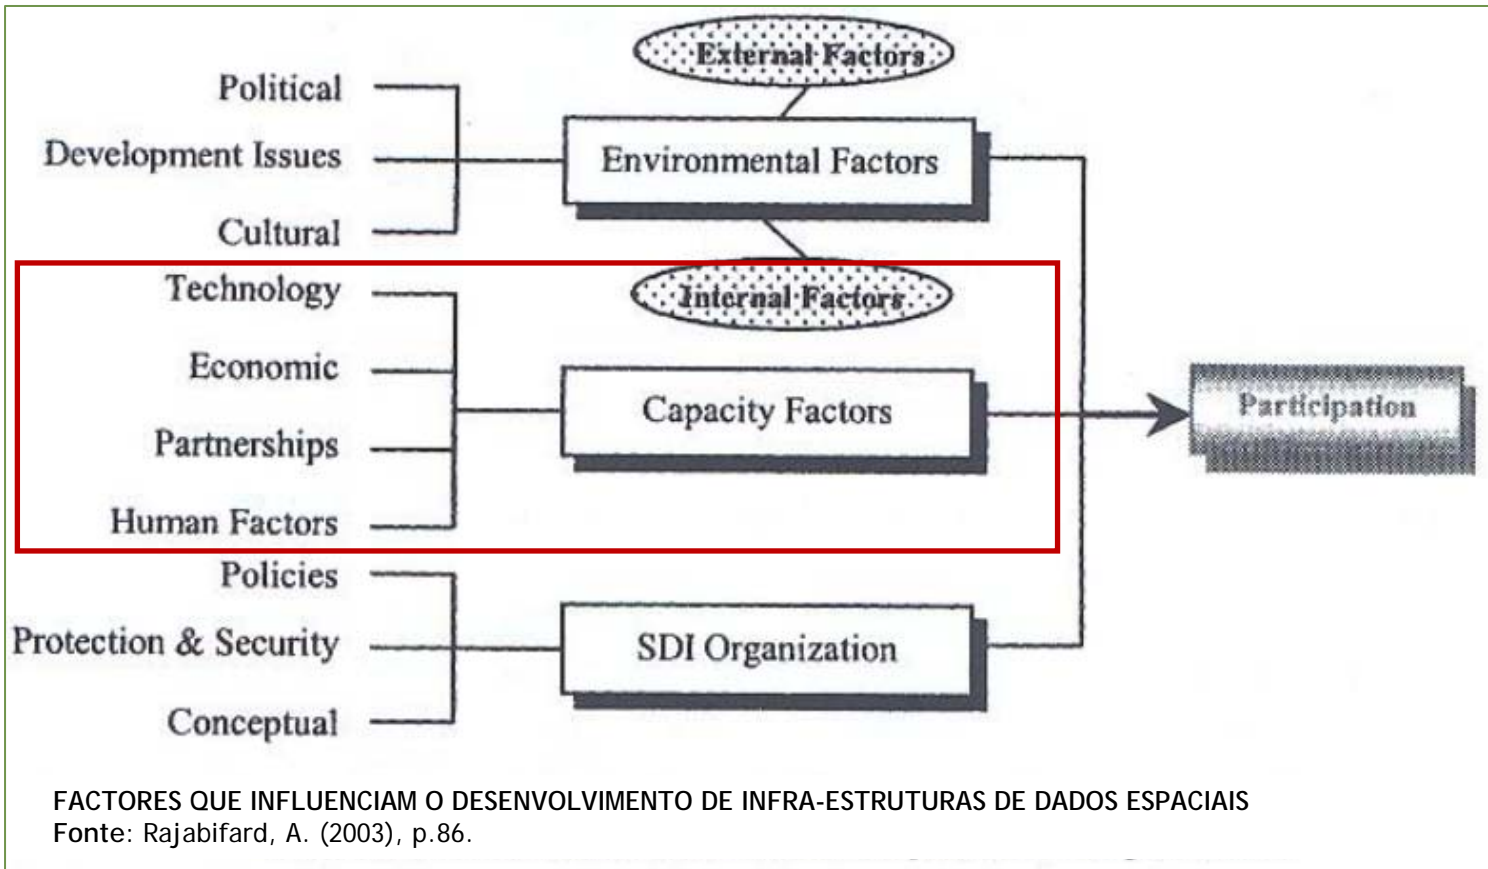 External Factors
Political
Development Issues
Cultural
Environmental Factors
Internal Factors
Technology
Economic
Partnerships
Human Factors
Capacity Factors
Participation
Policies
Protection & Security
Conceptual
SDI Organization
FACTORES QUE INFLUENCIAM O DESENVOLVIMENTO DE INFRA-ESTRUTURAS DE DADOS ESPACIAIS
Fonte: Rajabifard, A. (2003), p.86.